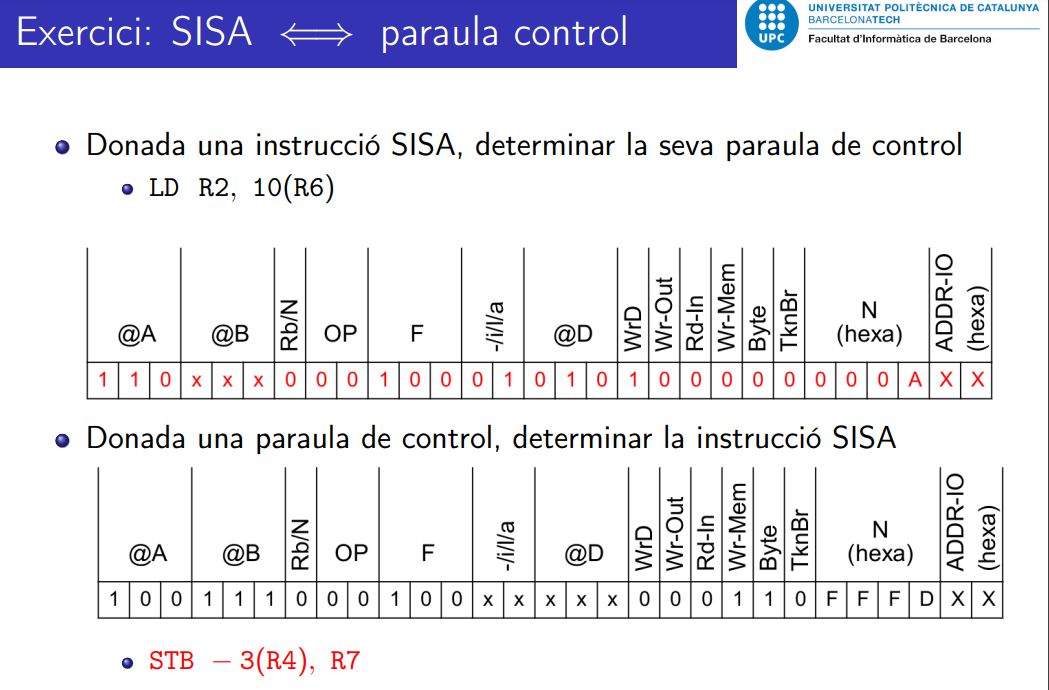 Exercici: SISA ⟺ paraula control
UPC
UNIVERSITAT POLITÈCNICA DE CATALUNYA
BARCELONATECH
Facultat d'Informàtica de Barcelona
Donada una instrucció SISA, determinar la seva paraula de control
LD R2, 10(R6)
@A @B Rb/N OP F -/i/l/a @D WrD Wr-Out Rd-In Wr-Mem Byte TknBr N (hexa) ADDR-IO (hexa)
1 1 0 x x x 0 0 0 1 0 0 0 1 0 1 0 1 0 0 0 0 0 0 0 0 A X X
Donada una paraula de control, determinar la instrucció SISA
@A @B Rb/N OP F -/i/l/a @D WrD Wr-Out Rd-In Wr-Mem Byte TknBr N (hexa) ADDR-IO (hexa)
1 0 0 1 1 1 0 0 0 1 0 0 x x x x x 0 0 0 1 1 0 F F F D X X
STB −3(R4), R7